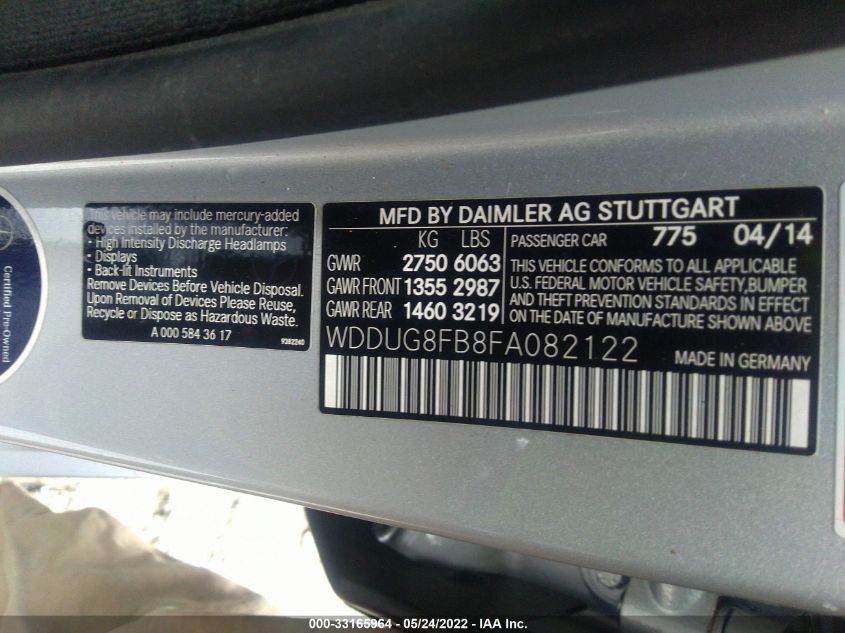 Certified Pre-Owned
This vehicle may include mercury-added
devices installed by the manufacturer:
· High Intensity Discharge Headlamps
· Displays
· Back-lit Instruments
Remove Devices Before Vehicle Disposal.
Upon Removal of Devices Please Reuse,
Recycle or Dispose as Hazardous Waste.
A 000 584 36 17
9382240
MFD BY DAIMLER AG STUTTGART
KG LBS
GVWR 2750 6063
GAWR FRONT 1355 2987
GAWR REAR 1460 3219
PASSENGER CAR 775 04/14
THIS VEHICLE CONFORMS TO ALL APPLICABLE
U.S. FEDERAL MOTOR VEHICLE SAFETY,BUMPER
AND THEFT PREVENTION STANDARDS IN EFFECT
ON THE DATE OF MANUFACTURE SHOWN ABOVE
WDDUG8FB8FA082122
MADE IN GERMANY
000-33165964 - 05/24/2022 - IAA Inc.